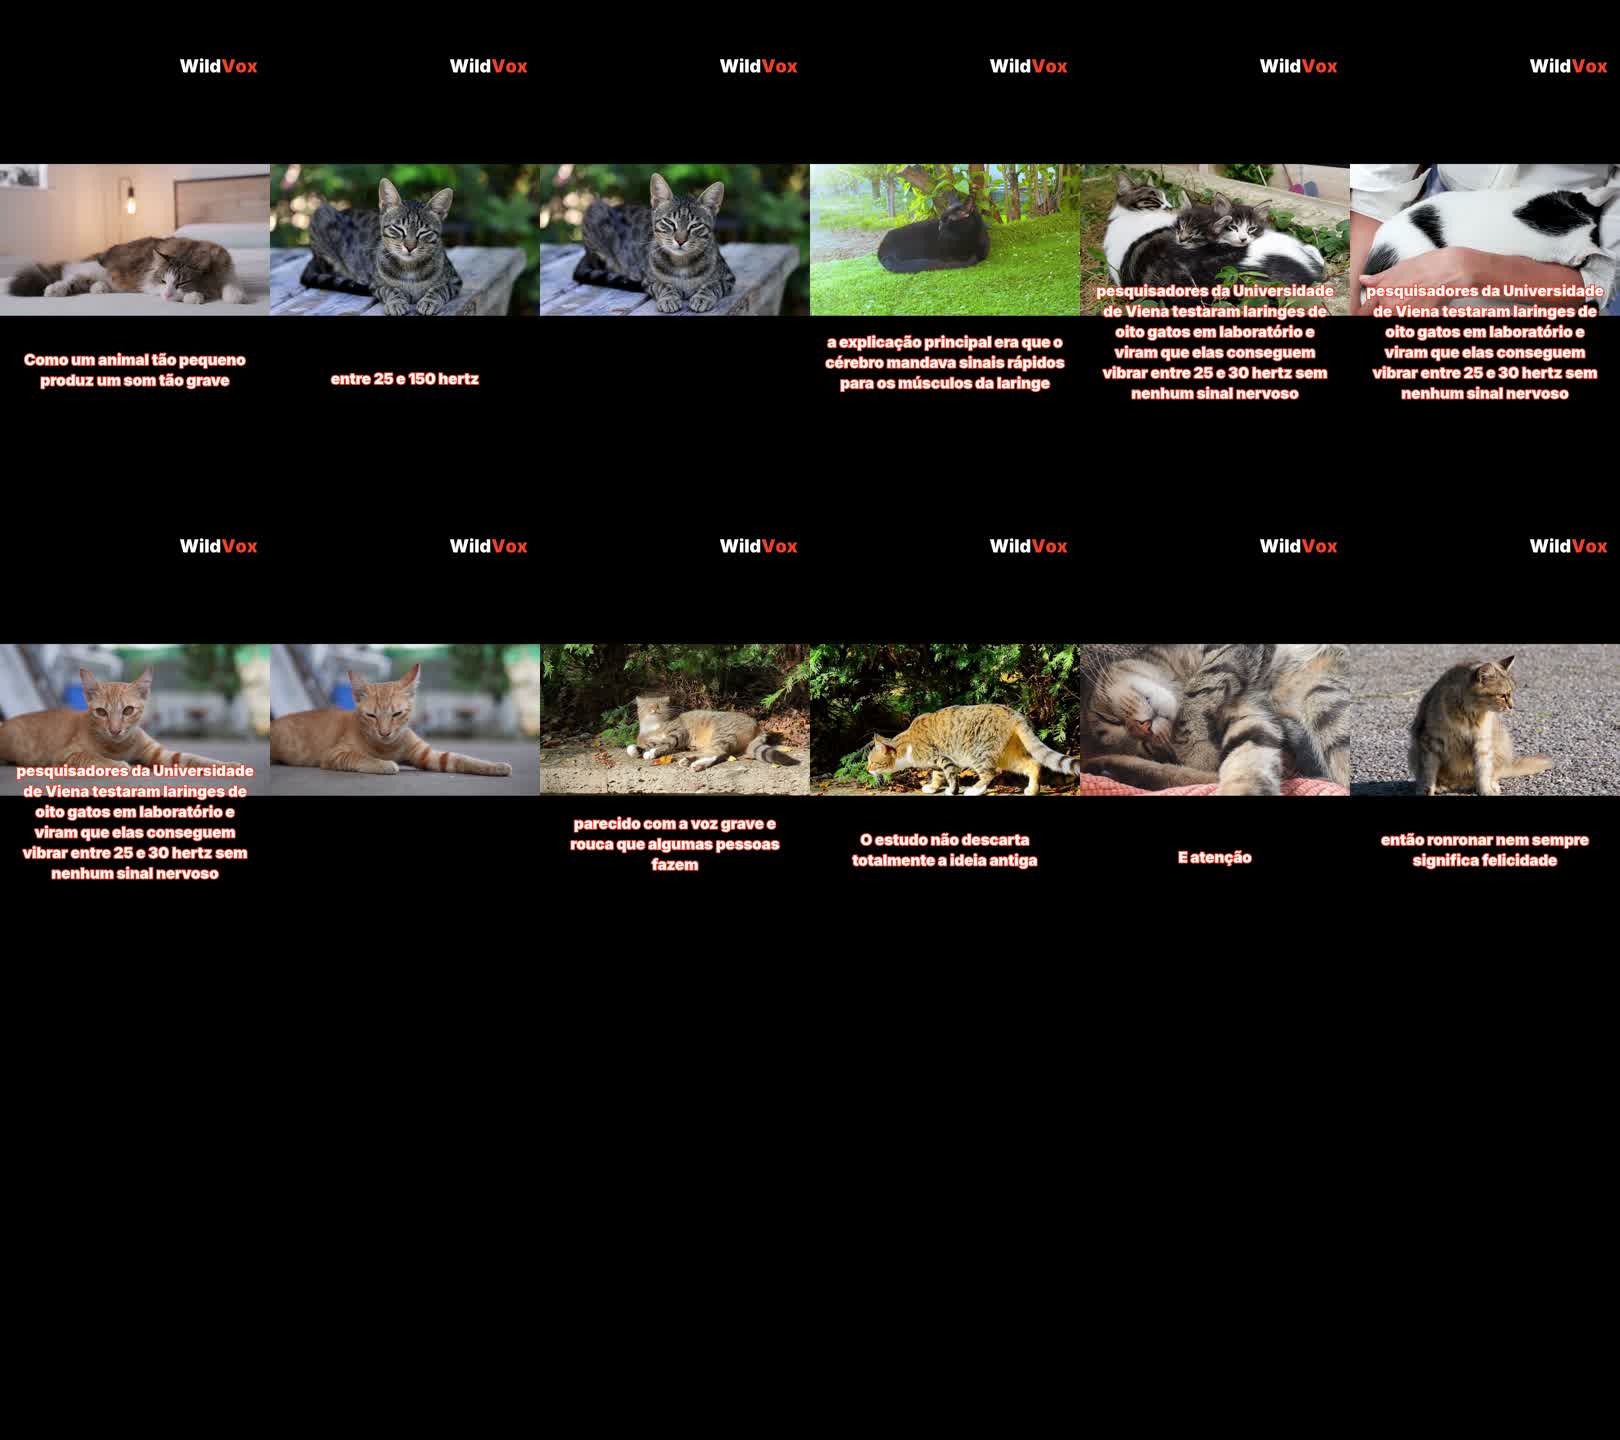 WildVox
WildVox
WildVox
WildVox
WildVox
WildVox
Como um animal tão pequeno
produz um som tão grave
entre 25 e 150 hertz
a explicação principal era que o
cérebro mandava sinais rápidos
para os músculos da laringe
pesquisadores da Universidade
de Viena testaram laringes de
oito gatos em laboratório e
viram que elas conseguem
vibrar entre 25 e 30 hertz sem
nenhum sinal nervoso
pesquisadores da Universidade
de Viena testaram laringes de
oito gatos em laboratório e
viram que elas conseguem
vibrar entre 25 e 30 hertz sem
nenhum sinal nervoso
WildVox
WildVox
WildVox
WildVox
WildVox
WildVox
pesquisadores da Universidade
de Viena testaram laringes de
oito gatos em laboratório e
viram que elas conseguem
vibrar entre 25 e 30 hertz sem
nenhum sinal nervoso
parecido com a voz grave e
rouca que algumas pessoas
fazem
O estudo não descarta
totalmente a ideia antiga
E atenção
então ronronar nem sempre
significa felicidade